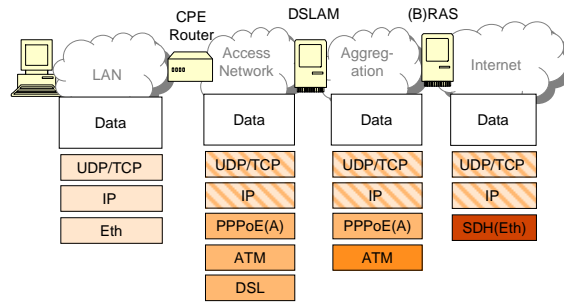 CPE
Router
DSLAM
(B)RAS
LAN
Access
Network
Aggreg-
ation
Internet
Data
Data
Data
Data
UDP/TCP
UDP/TCP
UDP/TCP
UDP/TCP
IP
IP
IP
IP
Eth
PPPoE(A)
PPPoE(A)
SDH(Eth)
ATM
ATM
DSL